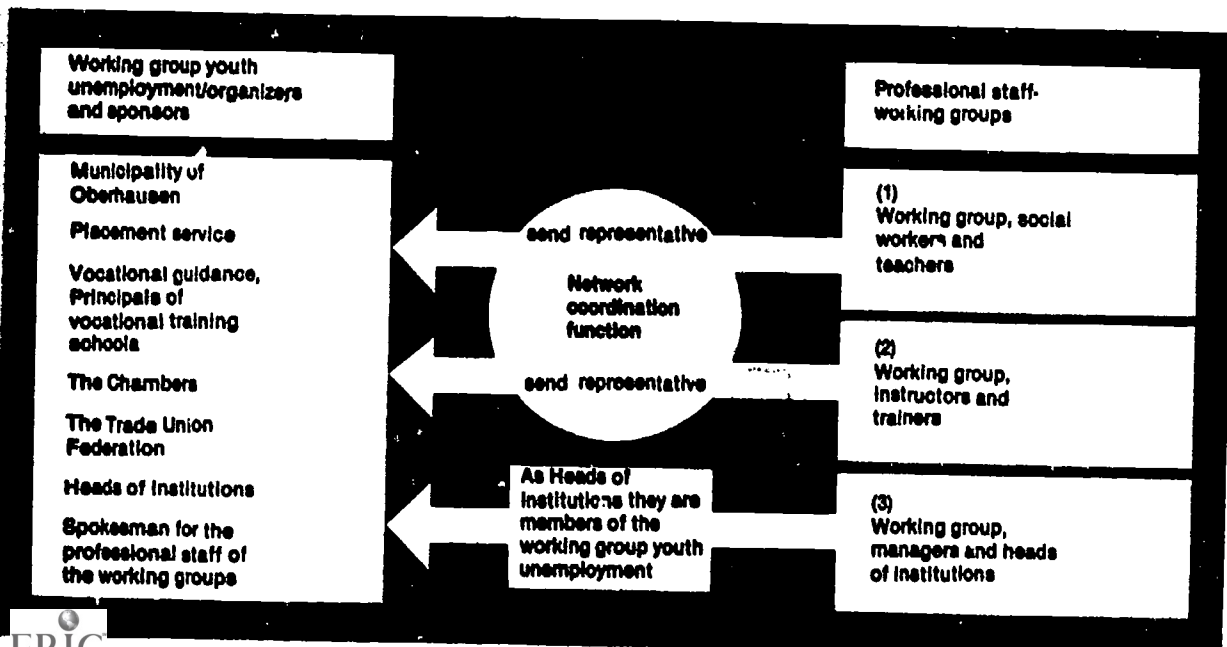 Working group youth
unemployment/organizers
and sponsors
Municipality of
Oberhausen
Placement service
Vocational guidance,
Principals of
vocational training
schools
The Chambers
The Trade Union
Federation
Heads of Institutions
Spokesman for the
professional staff of
the working groups
send representative
Network
coordination
function
send representative
As Heads of
Institutions they are
members of the
working group youth
unemployment
Professional staff-
working groups
(1)
Working group, social
workers and
teachers
(2)
Working group,
instructors and
trainers
(3)
Working group,
managers and heads
of institutions
ERIC